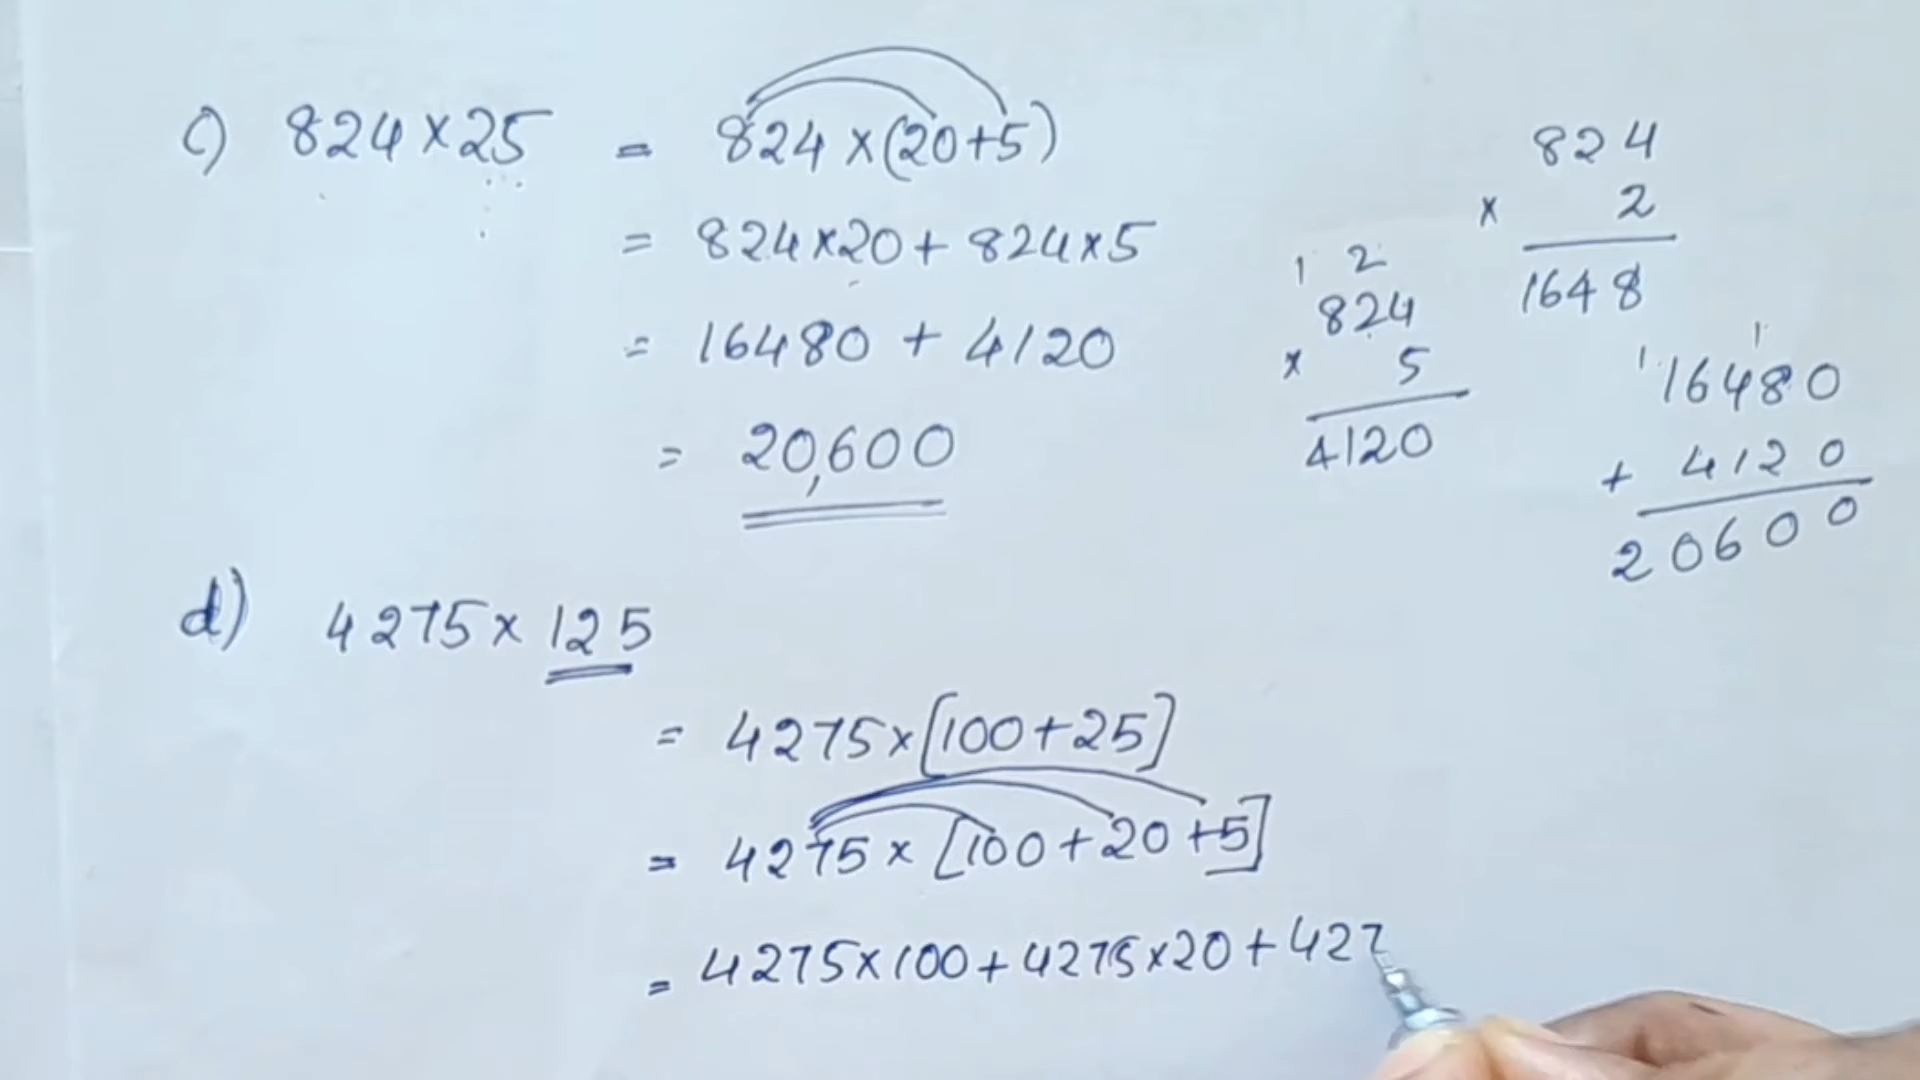 c) 824×25 = 824×(20+5)
= 824×20+ 824×5
= 16480 + 4120
= 20,600
824
× 2
1648
1 2
824
× 5
4120
1 1
16480
+ 4120
20600
d) 4275× 125
= 4275×[100+25]
= 4275× [100+20+5]
= 4275×100+4275×20+427